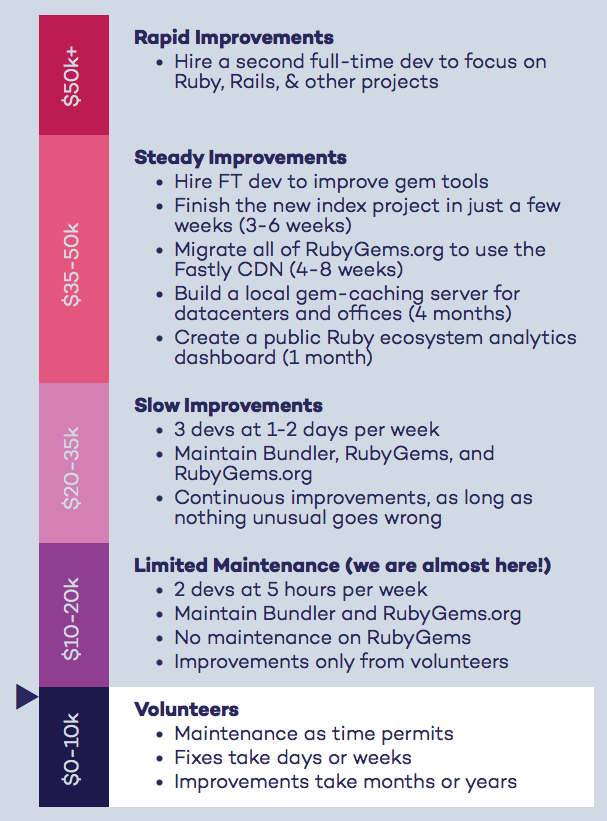 $50k+
Rapid Improvements
• Hire a second full-time dev to focus on
Ruby, Rails, & other projects
$35-50k
Steady Improvements
• Hire FT dev to improve gem tools
• Finish the new index project in just a few
weeks (3-6 weeks)
• Migrate all of RubyGems.org to use the
Fastly CDN (4-8 weeks)
• Build a local gem-caching server for
datacenters and offices (4 months)
• Create a public Ruby ecosystem analytics
dashboard (1 month)
$20-35k
Slow Improvements
• 3 devs at 1-2 days per week
• Maintain Bundler, RubyGems, and
RubyGems.org
• Continuous improvements, as long as
nothing unusual goes wrong
$10-20k
Limited Maintenance (we are almost here!)
• 2 devs at 5 hours per week
• Maintain Bundler and RubyGems.org
• No maintenance on RubyGems
• Improvements only from volunteers
$0-10k
Volunteers
• Maintenance as time permits
• Fixes take days or weeks
• Improvements take months or years